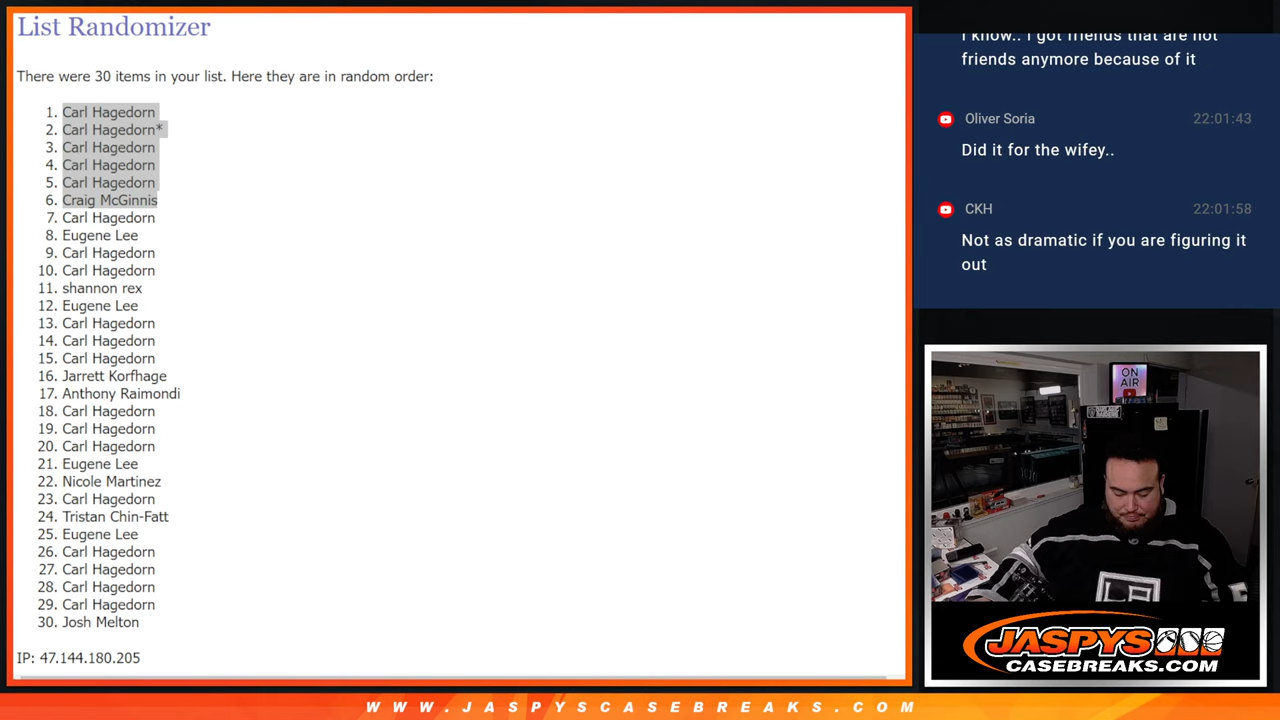 List Randomizer
There were 30 items in your list. Here they are in random order:
1. Carl Hagedorn
2. Carl Hagedorn*
3. Carl Hagedorn
4. Carl Hagedorn
5. Carl Hagedorn
6. Craig McGinnis
7. Carl Hagedorn
8. Eugene Lee
9. Carl Hagedorn
10. Carl Hagedorn
11. shannon rex
12. Eugene Lee
13. Carl Hagedorn
14. Carl Hagedorn
15. Carl Hagedorn
16. Jarrett Korfhage
17. Anthony Raimondi
18. Carl Hagedorn
19. Carl Hagedorn
20. Carl Hagedorn
21. Eugene Lee
22. Nicole Martinez
23. Carl Hagedorn
24. Tristan Chin-Fatt
25. Eugene Lee
26. Carl Hagedorn
27. Carl Hagedorn
28. Carl Hagedorn
29. Carl Hagedorn
30. Josh Melton
IP: 47.144.180.205
I know.. I got friends that are not
friends anymore because of it
Oliver Soria 22:01:43
Did it for the wifey..
CKH 22:01:58
Not as dramatic if you are figuring it
out
ON
AIR
LA
JASPYS
CASEBREAKS.COM
WWW.JASPYSCASEBREAKS.COM